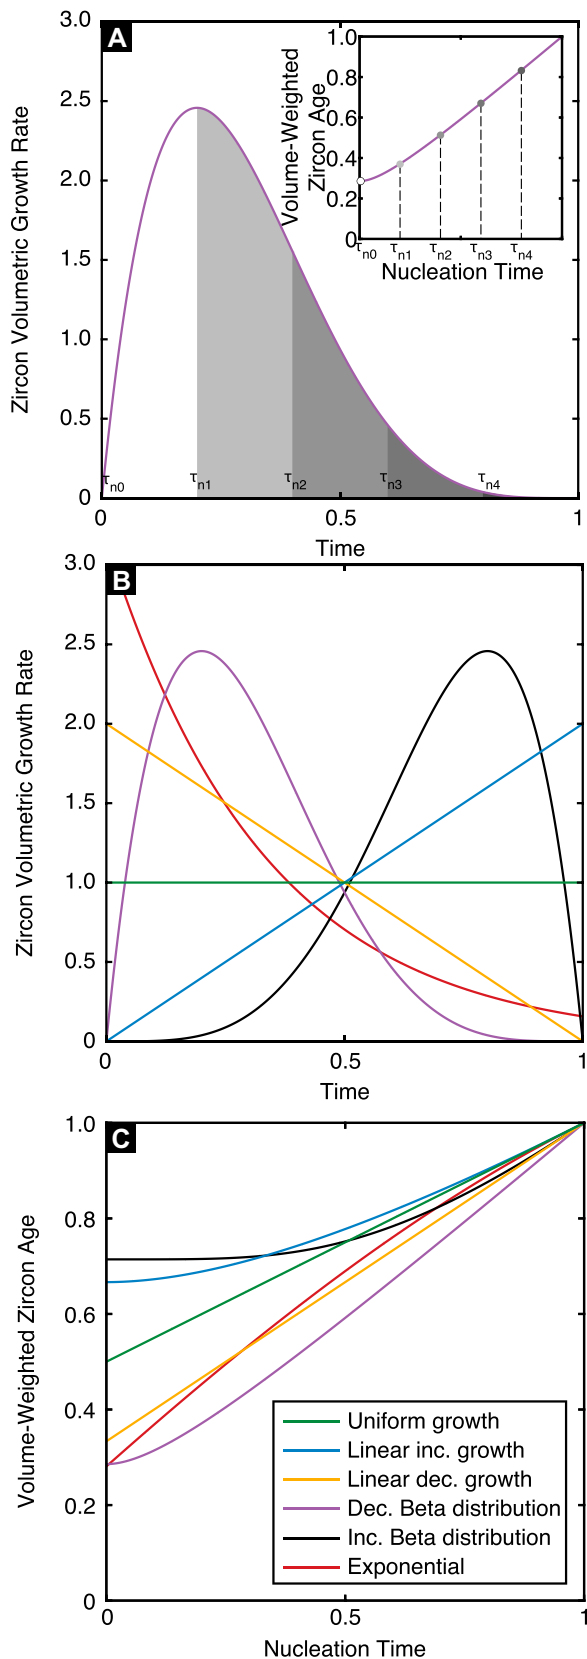 A
3.0
2.5
2.0
1.5
1.0
0.5
0
Zircon Volumetric Growth Rate
τn0
τn1
τn2
τn3
τn4
0
0.5
1
Time
1.0
0.8
0.6
0.4
0.2
0
Volume-Weighted
Zircon Age
τn0
τn1
τn2
τn3
τn4
Nucleation Time
B
3.0
2.5
2.0
1.5
1.0
0.5
0
Zircon Volumetric Growth Rate
0
0.5
1
Time
C
1.0
0.8
0.6
0.4
0.2
0
Volume-Weighted Zircon Age
Uniform growth
Linear inc. growth
Linear dec. growth
Dec. Beta distribution
Inc. Beta distribution
Exponential
0
0.5
1
Nucleation Time